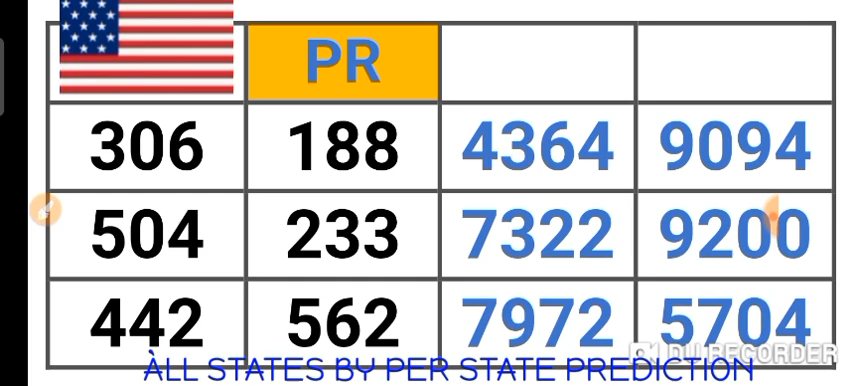 PR
306 188 4364 9094
504 233 7322 9200
442 562 7972 5704
DU RECORDER
ÀLL STATES BY PER STATE PREDICTION